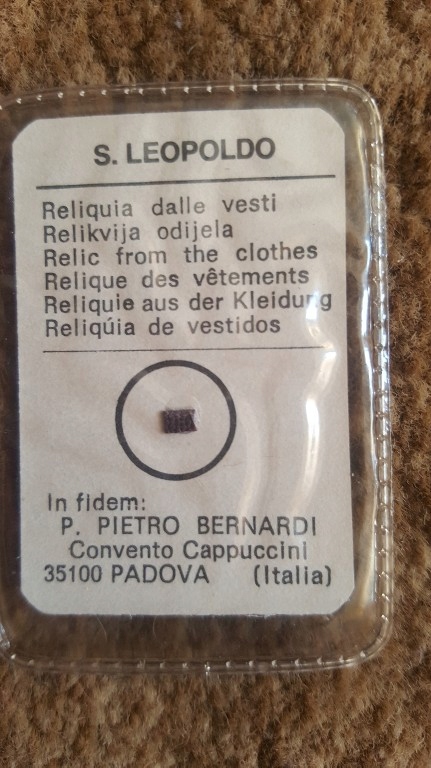 S. LEOPOLDO
Reliquia dalle vesti
Relikvija odijela
Relic from the clothes
Relique des vêtements
Reliquie aus der Kleidung
Reliqúia de vestidos
In fidem:
P. PIETRO BERNARDI
Convento Cappuccini
35100 PADOVA (Italia)